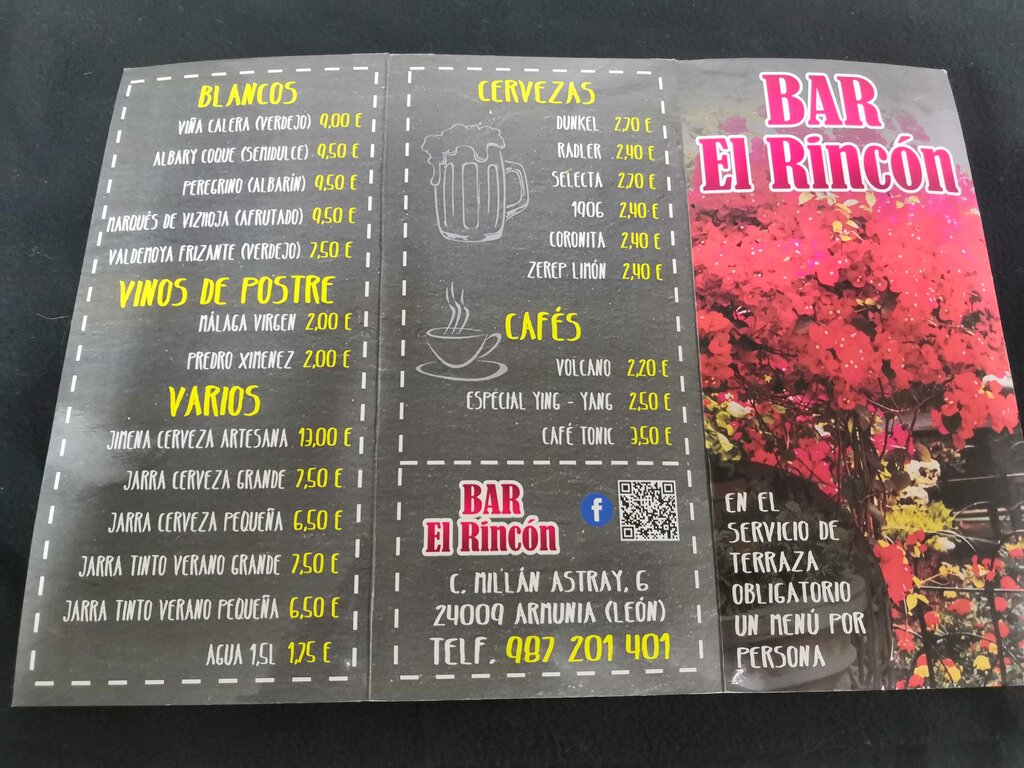 BLANCOS
VIÑA CALERA (VERDEJO) 9,00 €
ALBARY COQUE (SEMIDULCE) 9,50 €
PEREGRINO (ALBARÍN) 9,50 €
MARQUÉS DE VIZHOJA (AFRUTADO) 9,50 €
VALDEMOYA FRIZANTE (VERDEJO) 7,50 €
VINOS DE POSTRE
MÁLAGA VIRGEN 2,00 €
PREDRO XIMENEZ 2,00 €
VARIOS
JIMENA CERVEZA ARTESANA 13,00 €
JARRA CERVEZA GRANDE 7,50 €
JARRA CERVEZA PEQUEÑA 6,50 €
JARRA TINTO VERANO GRANDE 7,50 €
JARRA TINTO VERANO PEQUEÑA 6,50 €
AGUA 1,5L 1,75 €
CERVEZAS
DUNKEL 2,70 €
RADLER 2,40 €
SELECTA 2,70 €
1906 2,40 €
CORONITA 2,40 €
ZEREP LIMÓN 2,40 €
CAFÉS
VOLCANO 2,20 €
ESPECIAL YING - YANG 2,50 €
CAFÉ TONIC 3,50 €
BAR
El Rincón
f
C. MILLÁN ASTRAY, 6
24009 ARMUNIA (LEÓN)
TELF. 987 201 401
BAR
El Rincón
EN EL
SERVICIO DE
TERRAZA
OBLIGATORIO
UN MENÚ POR
PERSONA